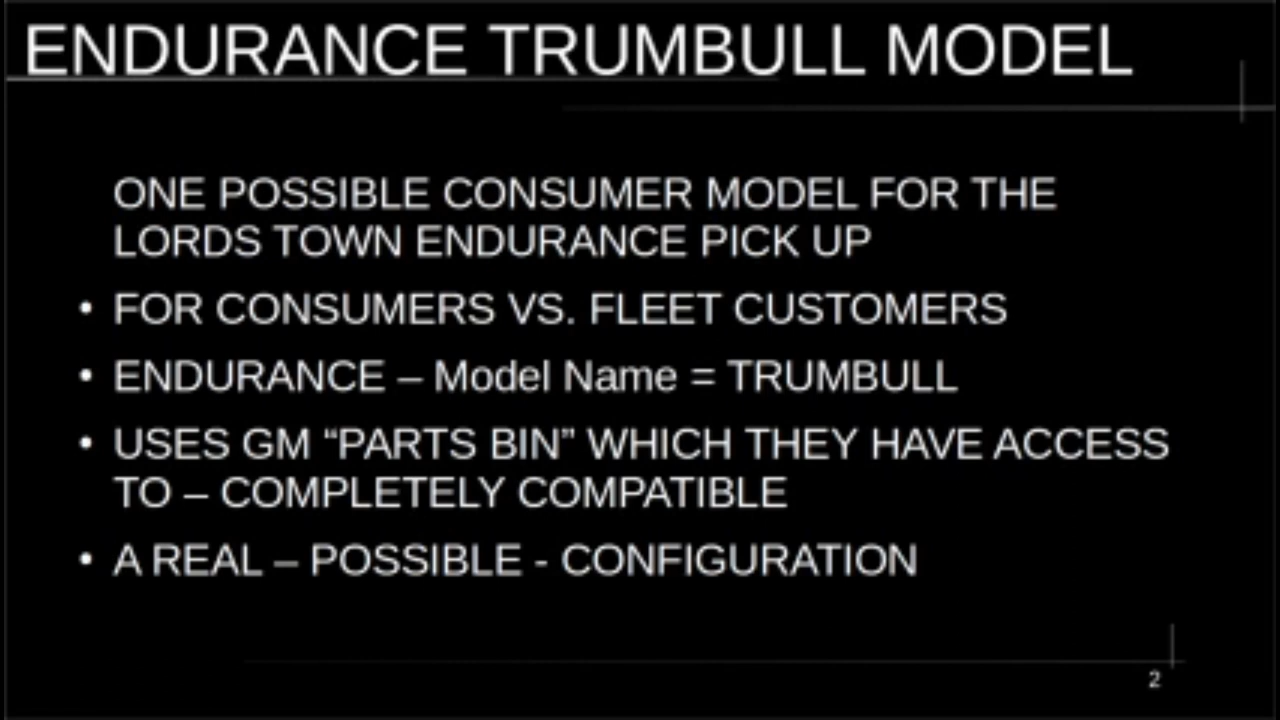 ENDURANCE TRUMBULL MODEL
ONE POSSIBLE CONSUMER MODEL FOR THE
LORDS TOWN ENDURANCE PICK UP
• FOR CONSUMERS VS. FLEET CUSTOMERS
• ENDURANCE – Model Name = TRUMBULL
• USES GM “PARTS BIN” WHICH THEY HAVE ACCESS
TO – COMPLETELY COMPATIBLE
• A REAL – POSSIBLE - CONFIGURATION
2